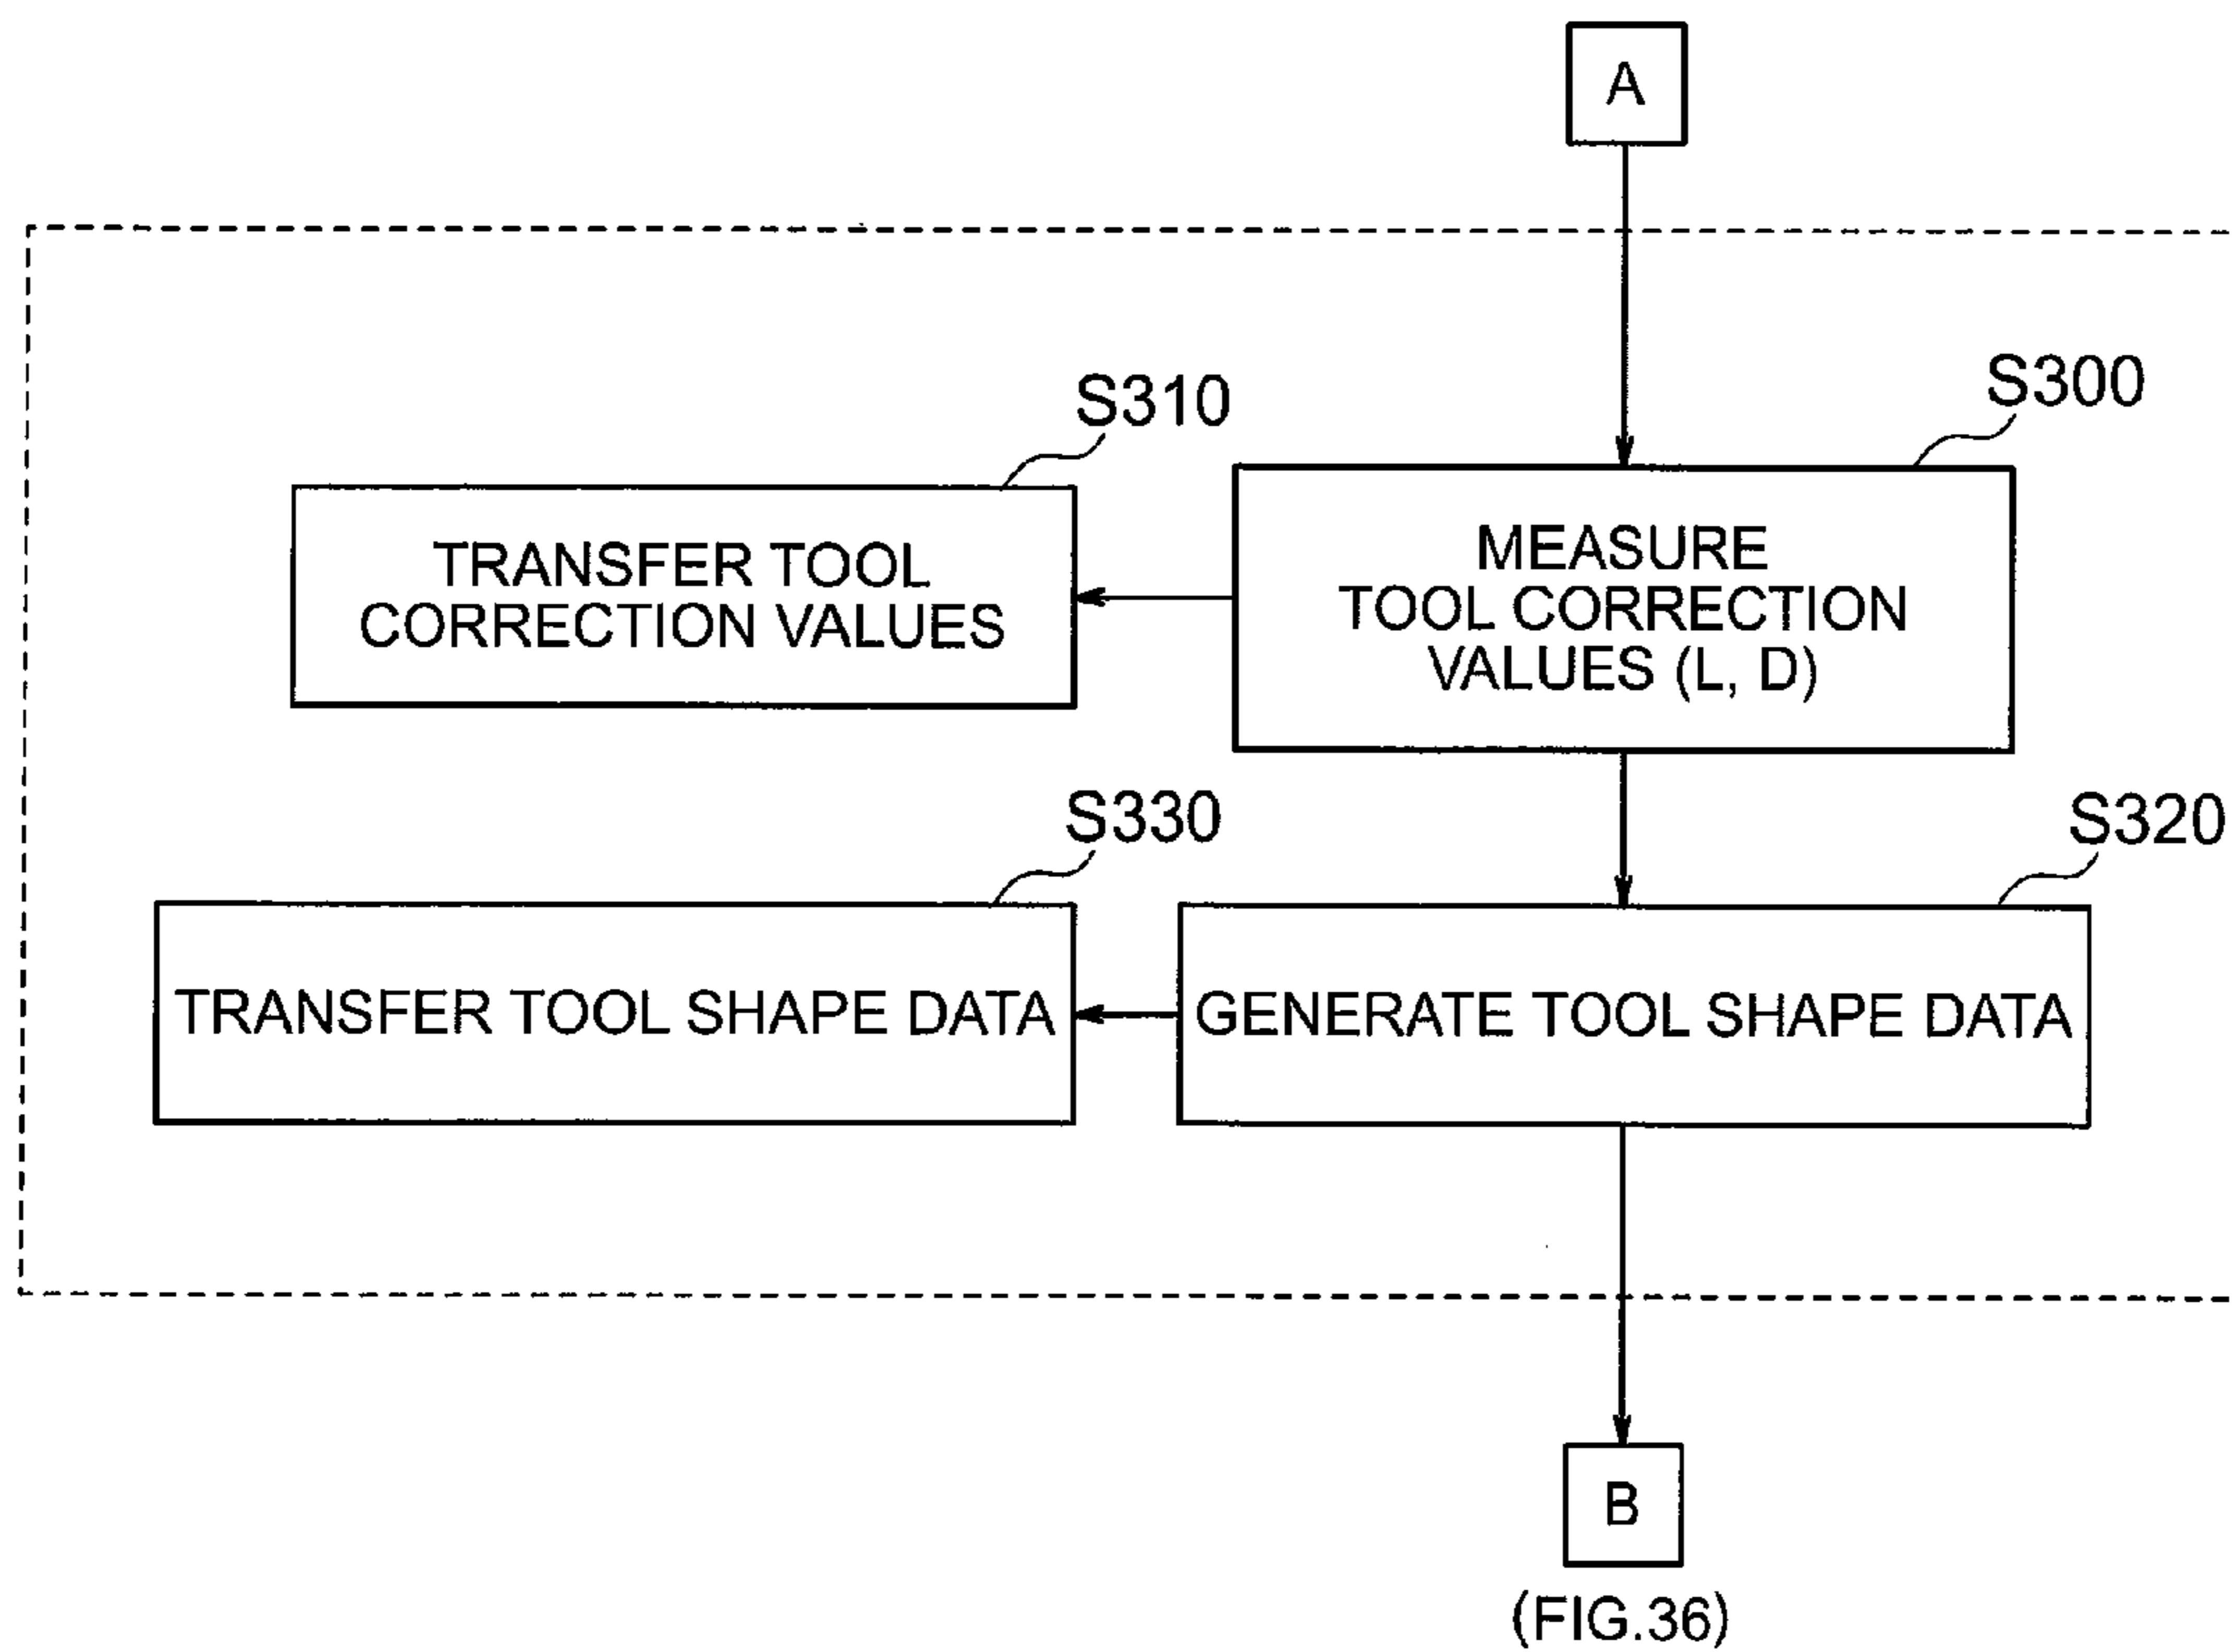 A
S310
S300
TRANSFER TOOL
CORRECTION VALUES
MEASURE
TOOL CORRECTION
VALUES (L, D)
S330
S320
TRANSFER TOOL SHAPE DATA
GENERATE TOOL SHAPE DATA
B
(FIG.36)